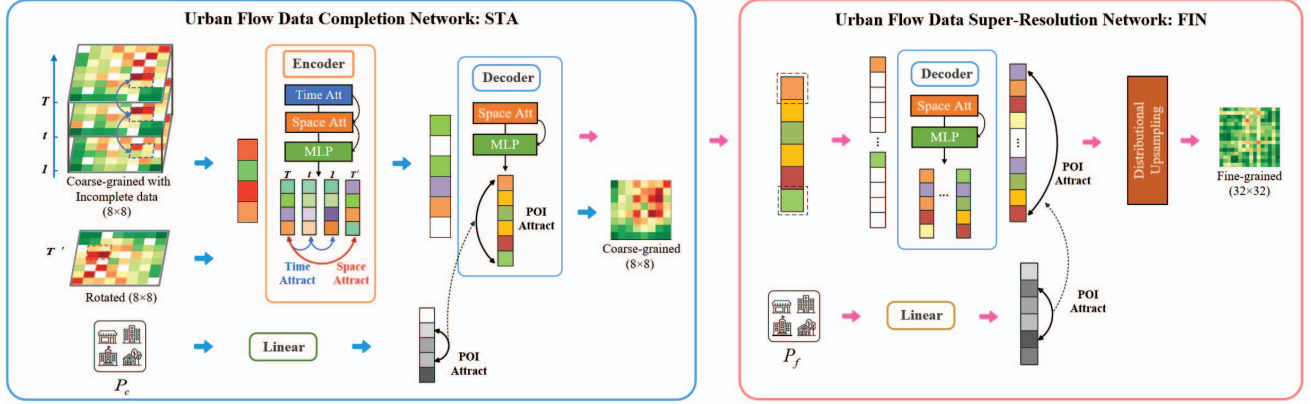 Urban Flow Data Completion Network: STA
T
t
1
Coarse-grained with
Incomplete data
(8×8)
T '
Rotated (8×8)
P_c
Encoder
Time Att
Space Att
MLP
T t 1 T'
Time
Attract
Space
Attract
Linear
Decoder
Space Att
MLP
POI
Attract
POI
Attract
Coarse-grained
(8×8)
Urban Flow Data Super-Resolution Network: FIN
Decoder
Space Att
MLP
...
...
POI
Attract
Distributional
Upsampling
Fine-grained
(32×32)
P_f
Linear
POI
Attract